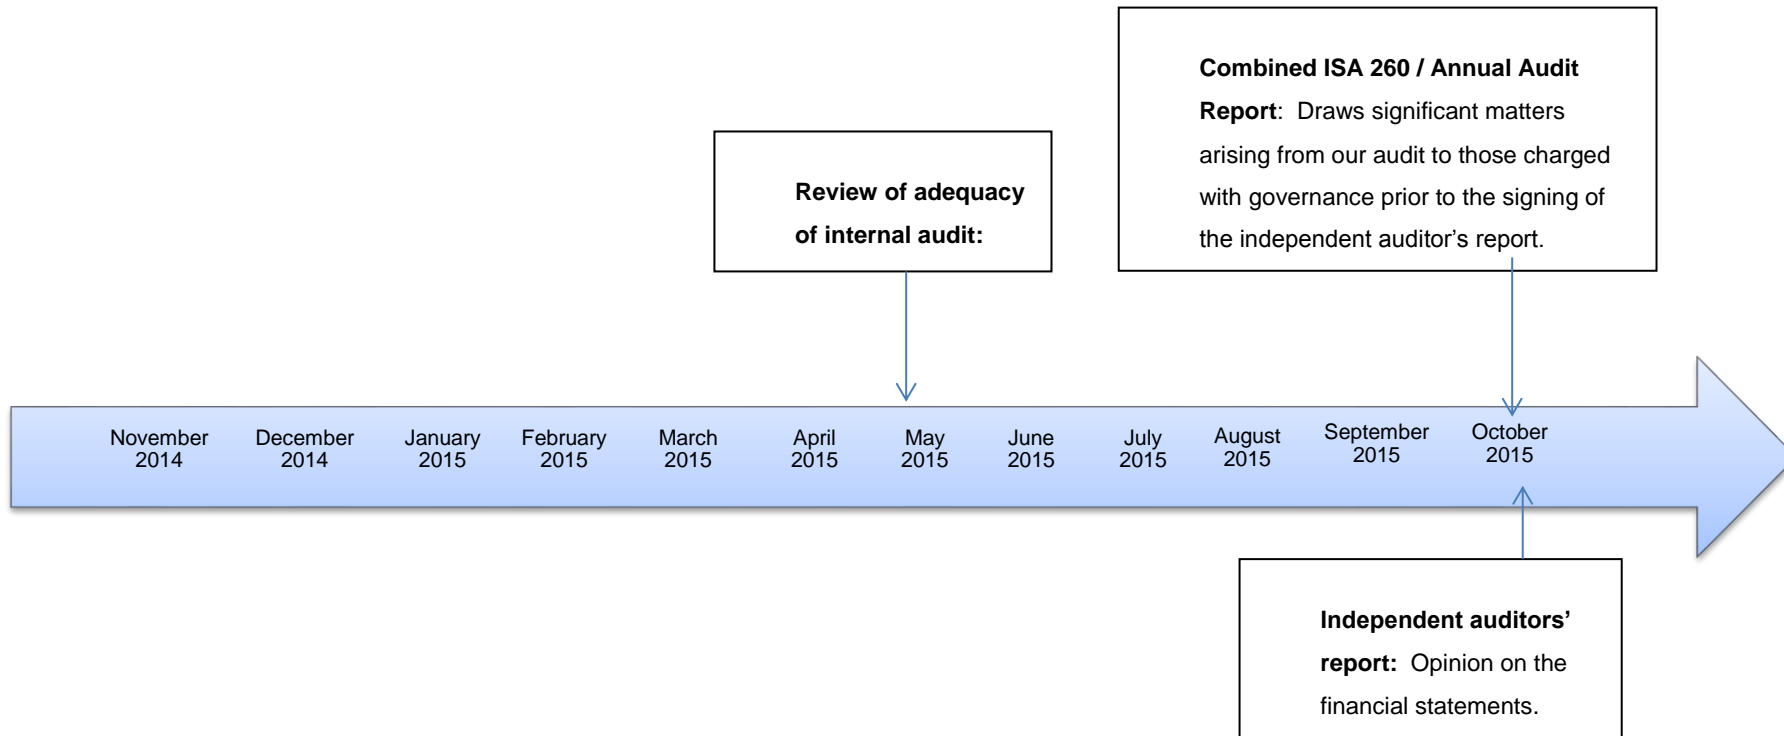 Combined ISA 260 / Annual Audit
Report:  Draws significant matters
arising from our audit to those charged
with governance prior to the signing of
the independent auditor’s report.
Review of adequacy
of internal audit:
November
2014
December
2014
January
2015
February
2015
March
2015
April
2015
May
2015
June
2015
July
2015
August
2015
September
2015
October
2015
Independent auditors’
report:  Opinion on the
financial statements.